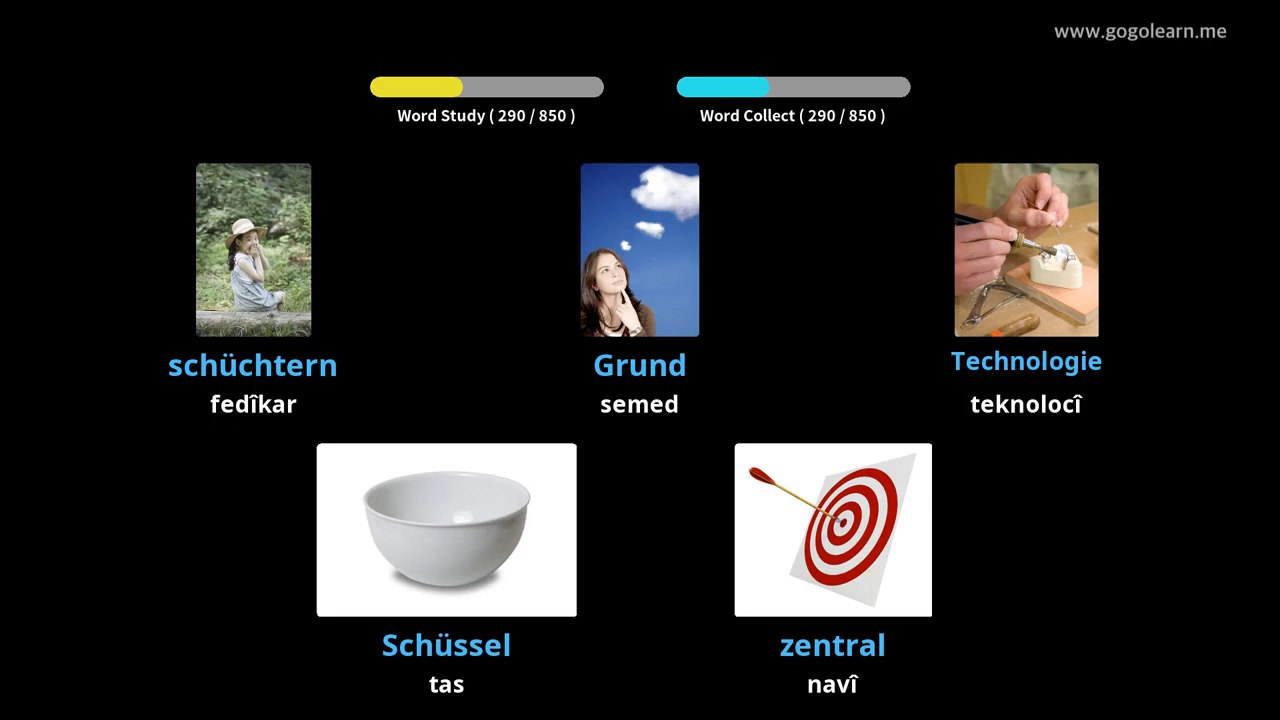 www.gogolearn.me
Word Study ( 290 / 850 )
Word Collect ( 290 / 850 )
schüchtern
fedîkar
Grund
semed
Technologie
teknolocî
Schüssel
tas
zentral
navî